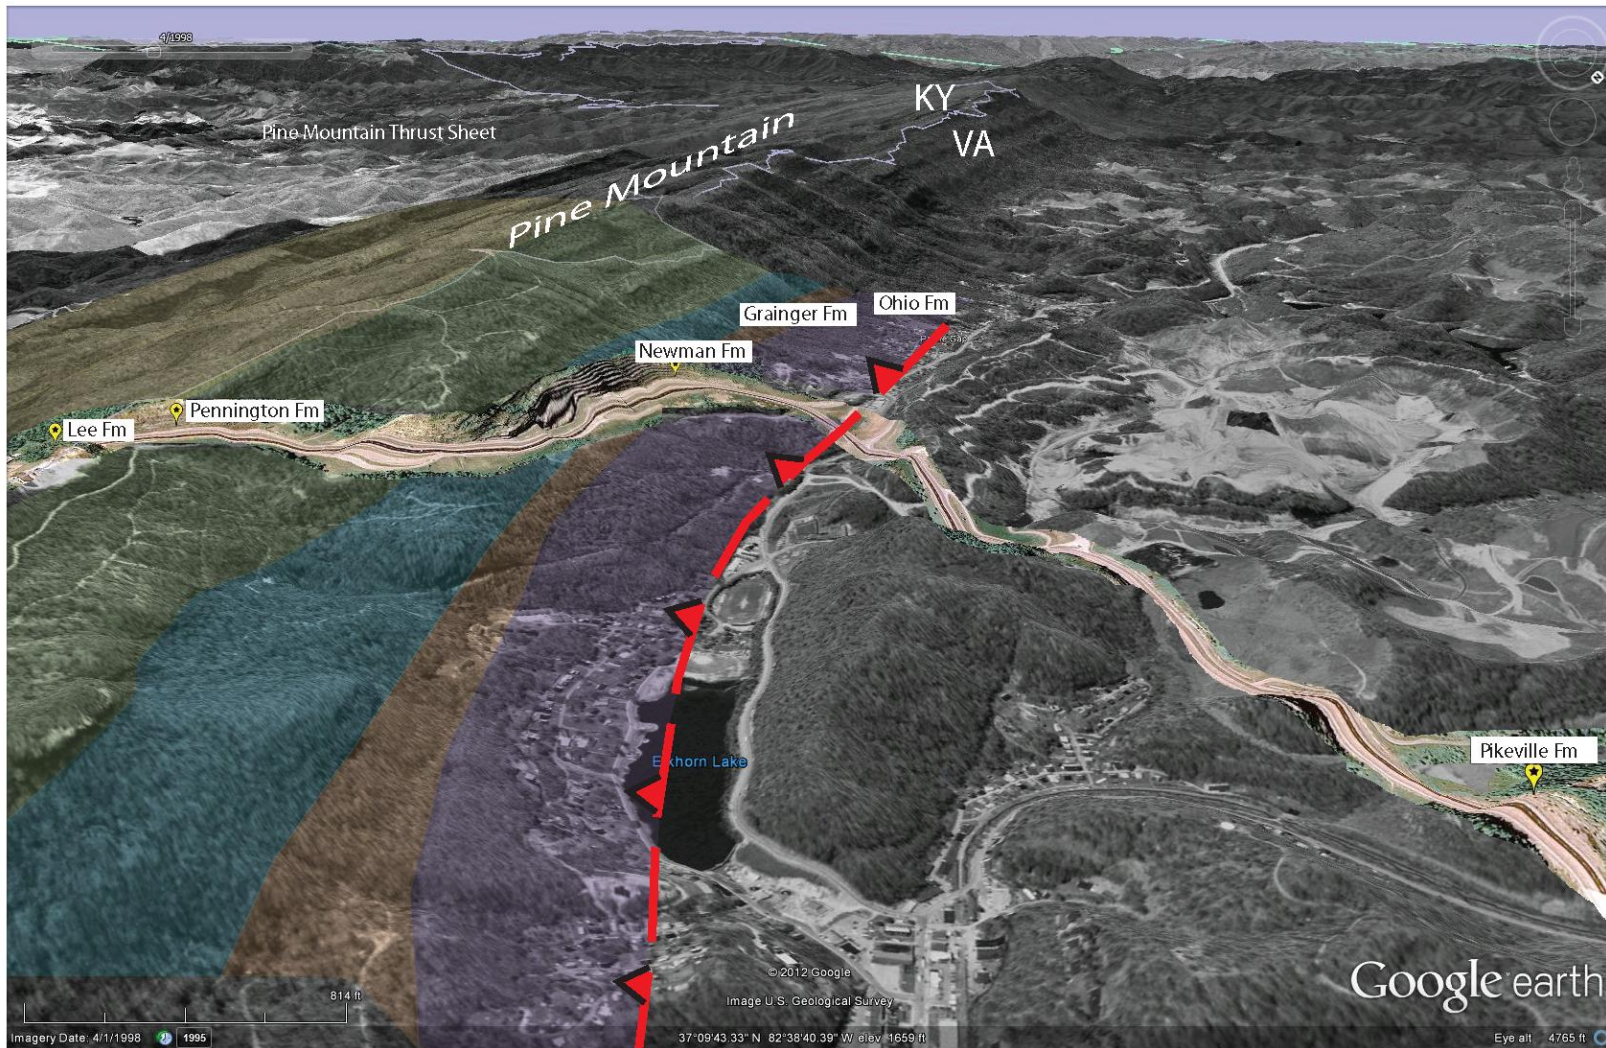 4/1998
KY
Pine Mountain Thrust Sheet
VA
Pine Mountain
Grainger Fm
Ohio Fm
Newman Fm
Pennington Fm
Lee Fm
Pikeville Fm
Elkhorn Lake
© 2012 Google
Google earth
814 ft
Image U.S. Geological Survey
Imagery Date: 4/1/1998
1995
37°09'43.33" N 82°38'40.39" W elev 1659 ft
Eye alt 4765 ft